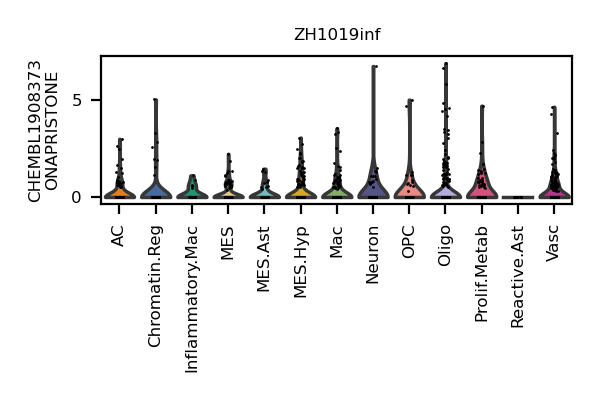 ZH1019inf
CHEMBL1908373
ONAPRISTONE
5
0
AC
Chromatin.Reg
Inflammatory.Mac
MES
MES.Ast
MES.Hyp
Mac
Neuron
OPC
Oligo
Prolif.Metab
Reactive.Ast
Vasc